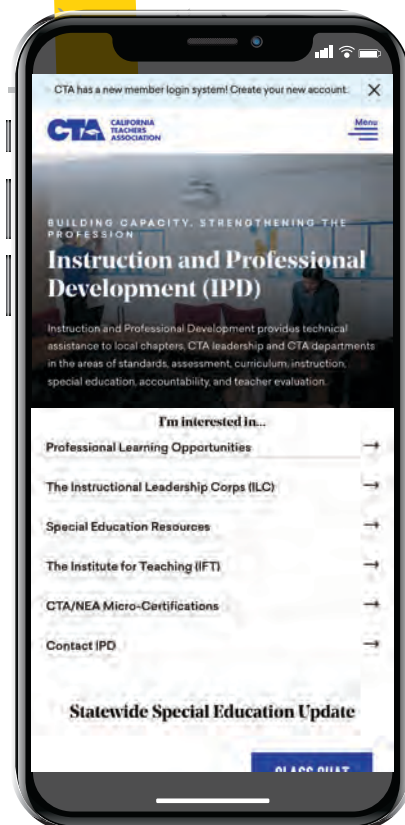 CTA has a new member login system! Create your new account. X
CTA CALIFORNIA
TEACHERS
ASSOCIATION
Menu
BUILDING CAPACITY. STRENGTHENING THE
PROFESSION
Instruction and Professional
Development (IPD)
Instruction and Professional Development provides technical
assistance to local chapters, CTA leadership and CTA departments
in the areas of standards, assessment, curriculum, instruction,
special education, accountability, and teacher evaluation.
I'm interested in...
Professional Learning Opportunities →
The Instructional Leadership Corps (ILC) →
Special Education Resources →
The Institute for Teaching (IFT) →
CTA/NEA Micro-Certifications →
Contact IPD →
Statewide Special Education Update
CLASS CHAT